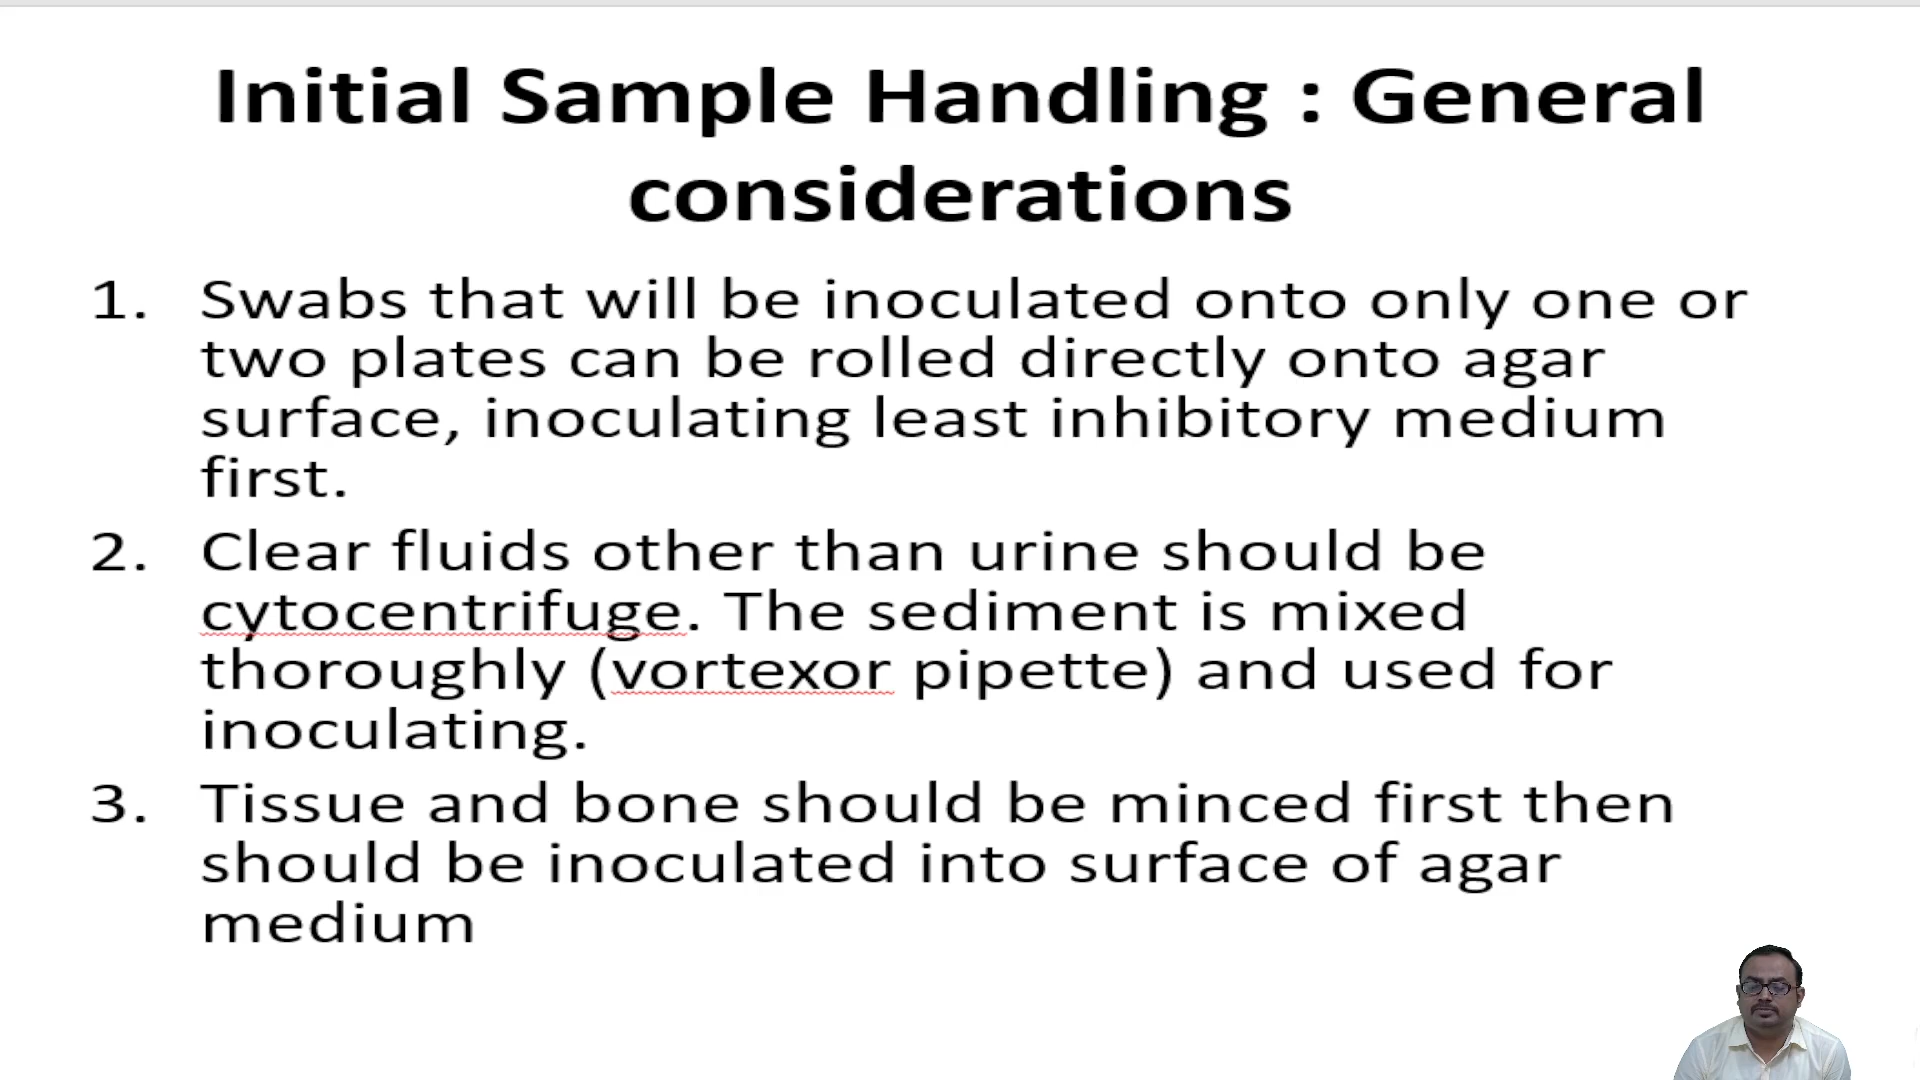 Initial Sample Handling : General
considerations
1. Swabs that will be inoculated onto only one or
two plates can be rolled directly onto agar
surface, inoculating least inhibitory medium
first.
2. Clear fluids other than urine should be
cytocentrifuge. The sediment is mixed
thoroughly (vortexor pipette) and used for
inoculating.
3. Tissue and bone should be minced first then
should be inoculated into surface of agar
medium